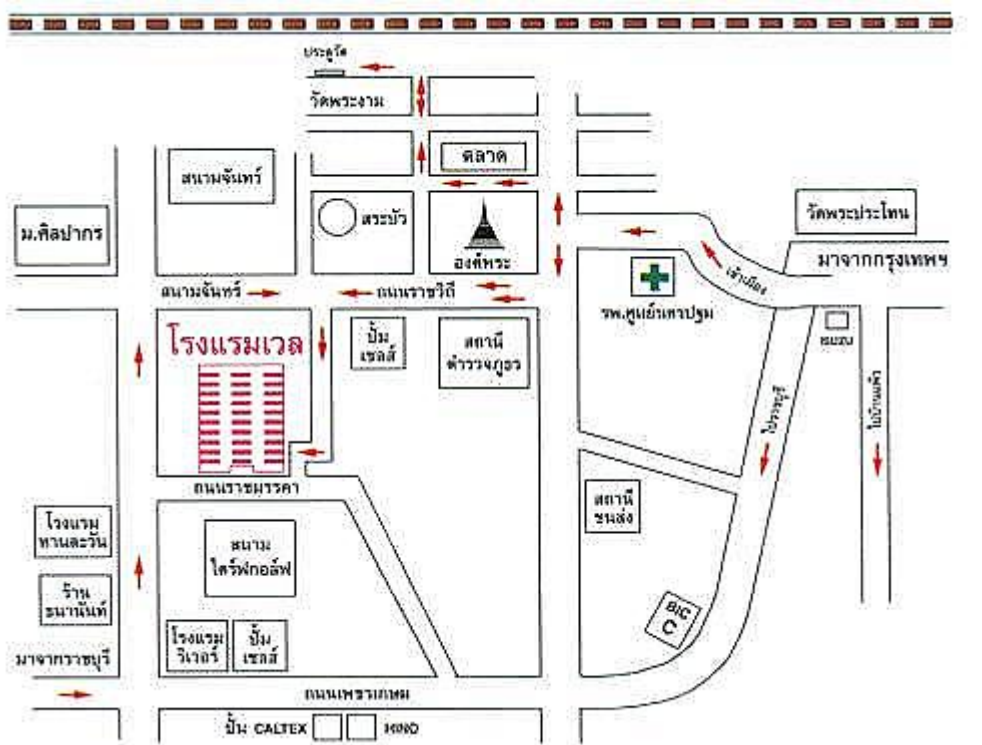 ประตูวัด
วัดพระงาม
ตลาด
สนามจันทร์
สระบัว
องค์พระ
ม.ศิลปากร
วัดพระประโทน
มาจากกรุงเทพฯ
เข้าเมือง
สนามจันทร์
ถนนราชวิถี
รพ.ศูนย์นครปฐม
ISUZU
โรงแรมเวล
ปั๊ม
เชลล์
สถานี
ตำรวจภูธร
ไปราชบุรี
ไปบ้านแพ้ว
ถนนราชมรรคา
สถานี
ขนส่ง
โรงแรม
ทานตะวัน
สนาม
ไดร์ฟกอล์ฟ
ร้าน
ธนานันท์
BIG
C
โรงแรม
ริเวอร์
ปั๊ม
เชลล์
มาจากราชบุรี
ถนนเพชรเกษม
ปั๊ม CALTEX
HINO